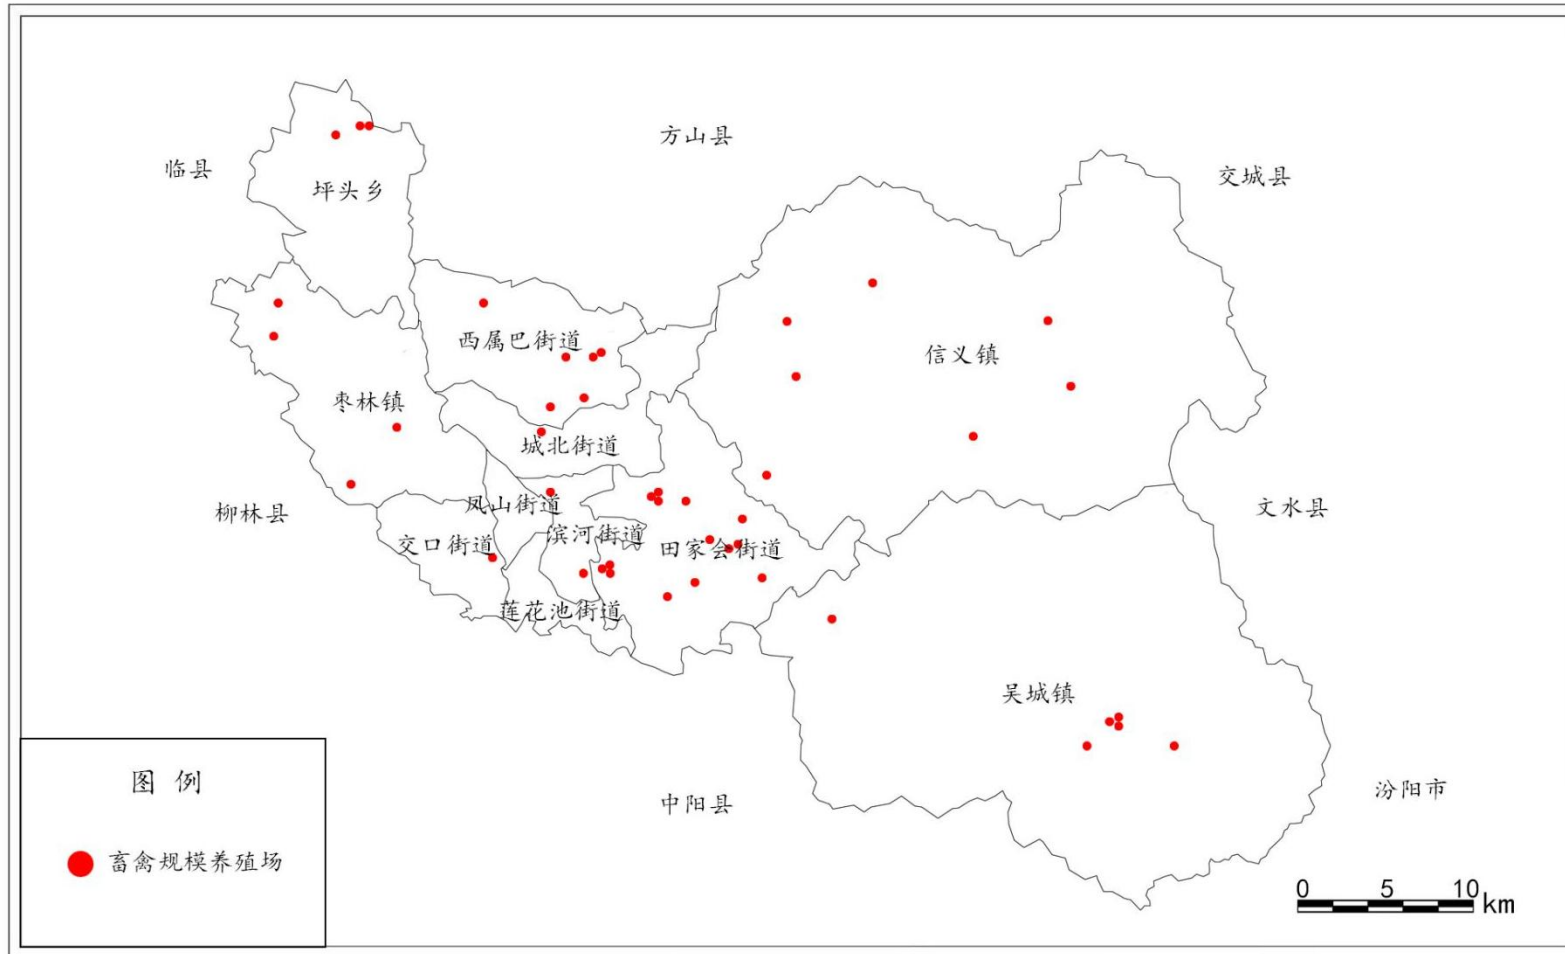 方山县
临县
交城县
坪头乡
西属巴街道
信义镇
枣林镇
城北街道
凤山街道
柳林县
文水县
滨河街道
交口街道
田家会街道
莲花池街道
吴城镇
中阳县
汾阳市
图 例
畜禽规模养殖场
0 5 10 km